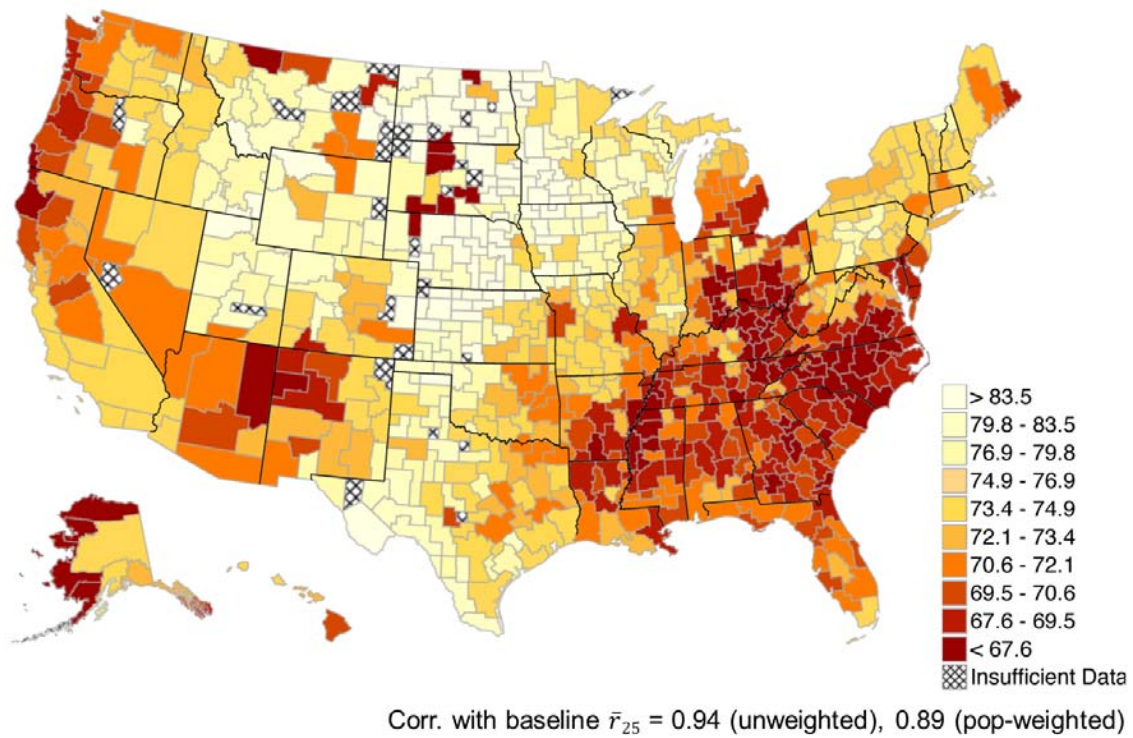 > 83.5
79.8 - 83.5
76.9 - 79.8
74.9 - 76.9
73.4 - 74.9
72.1 - 73.4
70.6 - 72.1
69.5 - 70.6
67.6 - 69.5
< 67.6
Insufficient Data
Corr. with baseline r̄₂₅ = 0.94 (unweighted), 0.89 (pop-weighted)